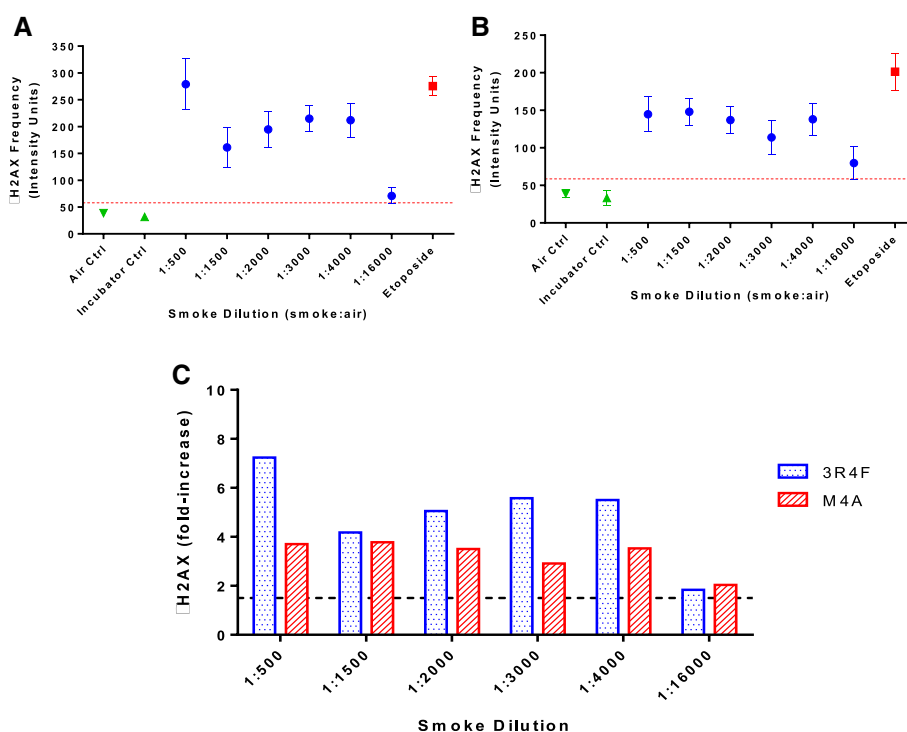 A
□H2AX Frequency
(Intensity Units)
350
300
250
200
150
100
50
0
Air Ctrl
Incubator Ctrl
1:500
1:1500
1:2000
1:3000
1:4000
1:16000
Etoposide
Smoke Dilution (smoke:air)
B
□H2AX Frequency
(Intensity Units)
250
200
150
100
50
0
Air Ctrl
Incubator Ctrl
1:500
1:1500
1:2000
1:3000
1:4000
1:16000
Etoposide
Smoke Dilution (smoke:air)
C
□H2AX (fold-increase)
10
8
6
4
2
0
1:500
1:1500
1:2000
1:3000
1:4000
1:16000
Smoke Dilution
3R4F
M4A